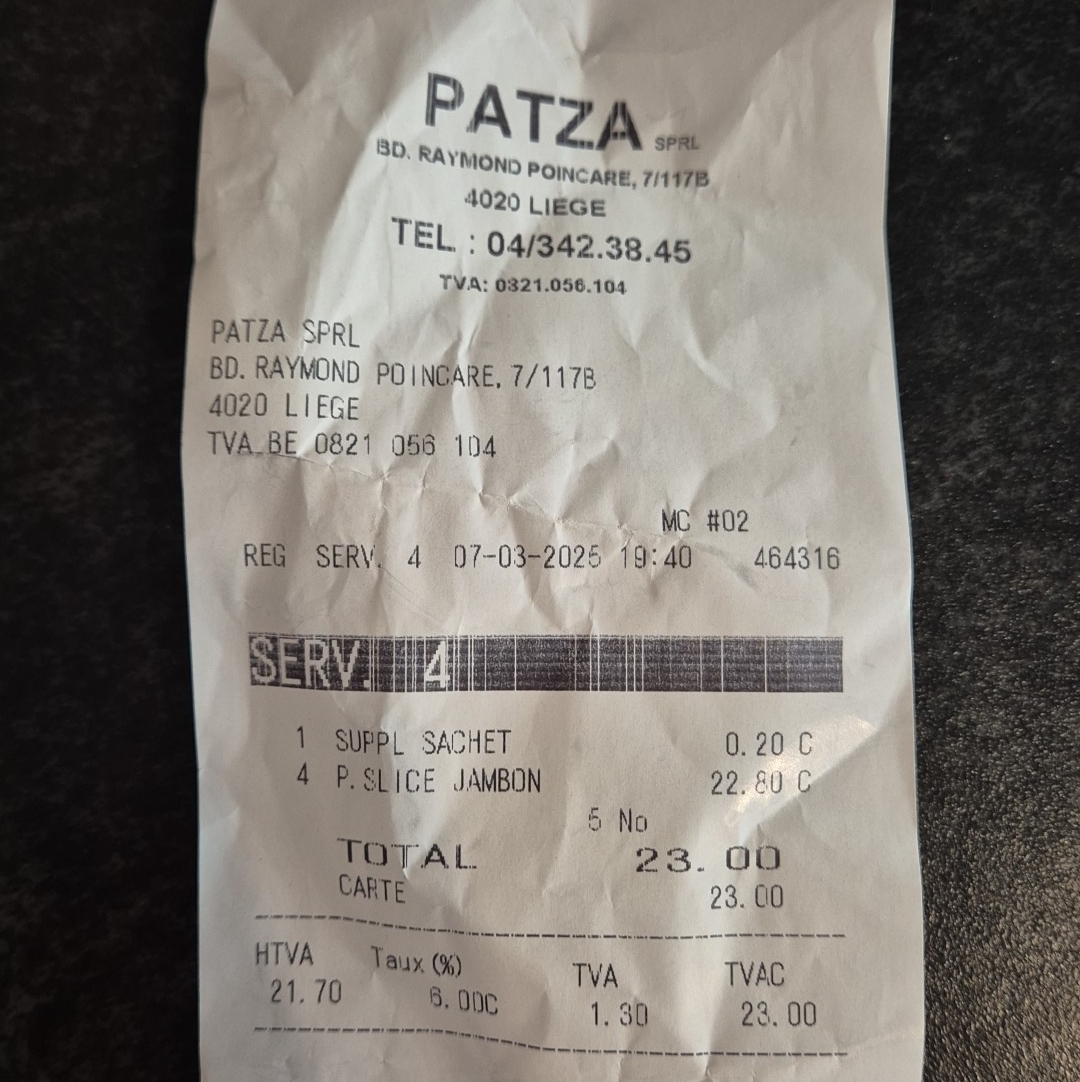 PATZA SPRL
BD. RAYMOND POINCARE, 7/117B
4020 LIEGE
TEL : 04/342.38.45
TVA: 0821.056.104
PATZA SPRL
BD. RAYMOND POINCARE, 7/117B
4020 LIEGE
TVA BE 0821 056 104
MC #02
REG SERV. 4 07-03-2025 19:40 464316
SERV. 4
1 SUPPL SACHET 0.20 C
4 P.SLICE JAMBON 22.80 C
5 No
TOTAL 23.00
CARTE 23.00
HTVA Taux (%) TVA TVAC
21.70 6.00C 1.30 23.00